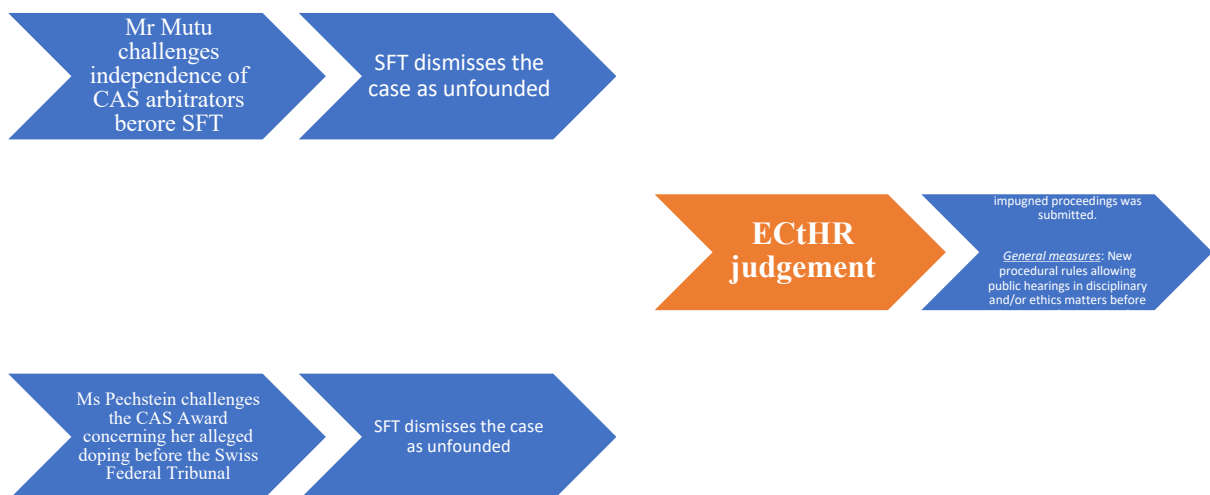 Mr Mutu
challenges
independence of
CAS arbitrators
berore SFT
SFT dismisses the
case as unfounded
ECtHR
judgement
impugned proceedings was
submitted.
General measures: New
procedural rules allowing
public hearings in disciplinary
and/or ethics matters before
Ms Pechstein challenges
the CAS Award
concerning her alleged
doping before the Swiss
Federal Tribunal
SFT dismisses the case
as unfounded